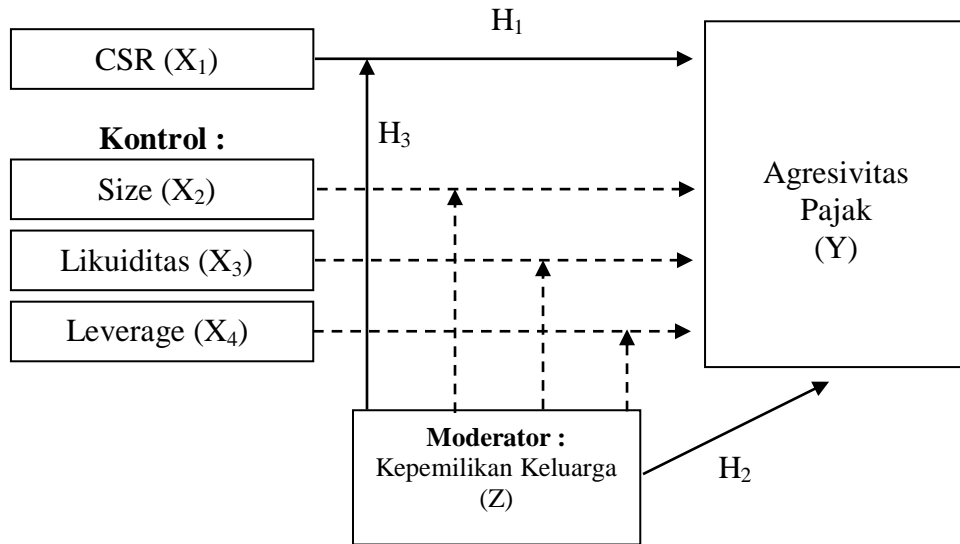 H₁
CSR (X₁)
H₃
Kontrol :
Size (X₂)
Likuiditas (X₃)
Leverage (X₄)
Agresivitas
Pajak
(Y)
Moderator :
Kepemilikan Keluarga
(Z)
H₂